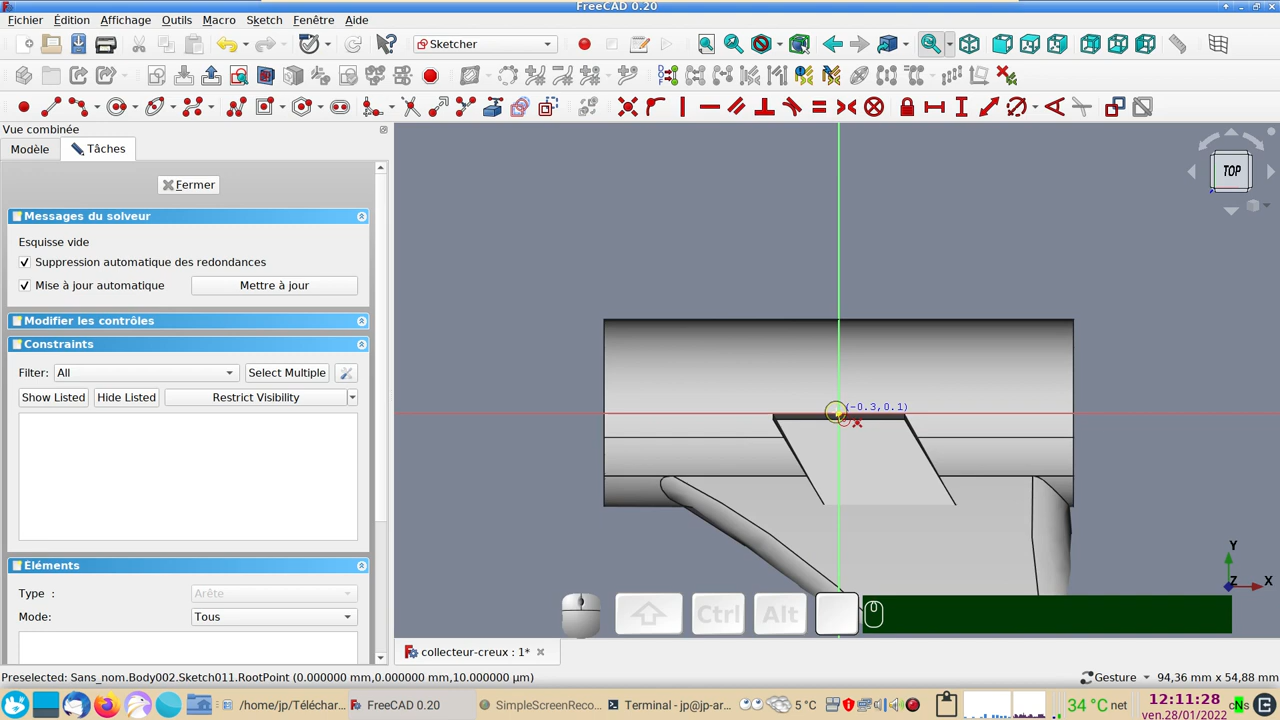 FreeCAD 0.20
Fichier Édition Affichage Outils Macro Sketch Fenêtre Aide
Sketcher
Vue combinée
Modèle Tâches
Fermer
Messages du solveur
Esquisse vide
Suppression automatique des redondances
Mise à jour automatique Mettre à jour
Modifier les contrôles
Constraints
Filter: All Select Multiple
Show Listed Hide Listed Restrict Visibility
Eléments
Type : Arête
Mode: Tous
TOP
(-0.3,0.1)
Y
Z X
Ctrl Alt
collecteur-creux : 1*
Preselected: Sans_nom.Body002.Sketch011.RootPoint (0.000000 mm,0.000000 mm,10.000000 µm) Gesture 94,36 mm x 54,88 mm
/home/jp/Téléchar... FreeCAD 0.20 SimpleScreenReco... Terminal - jp@jp-ar... 5 °C 34 °C net 12:11:28 cNs
ven.28/01/2022